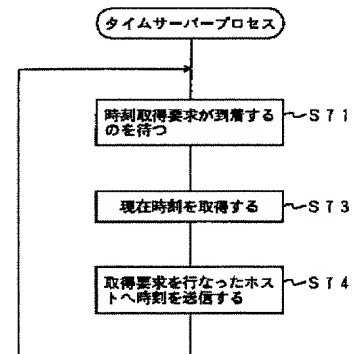 タイムサーバープロセス
時刻取得要求が到着する
のを待つ
S71
現在時刻を取得する
S73
取得要求を行なったホス
トへ時刻を送信する
S74